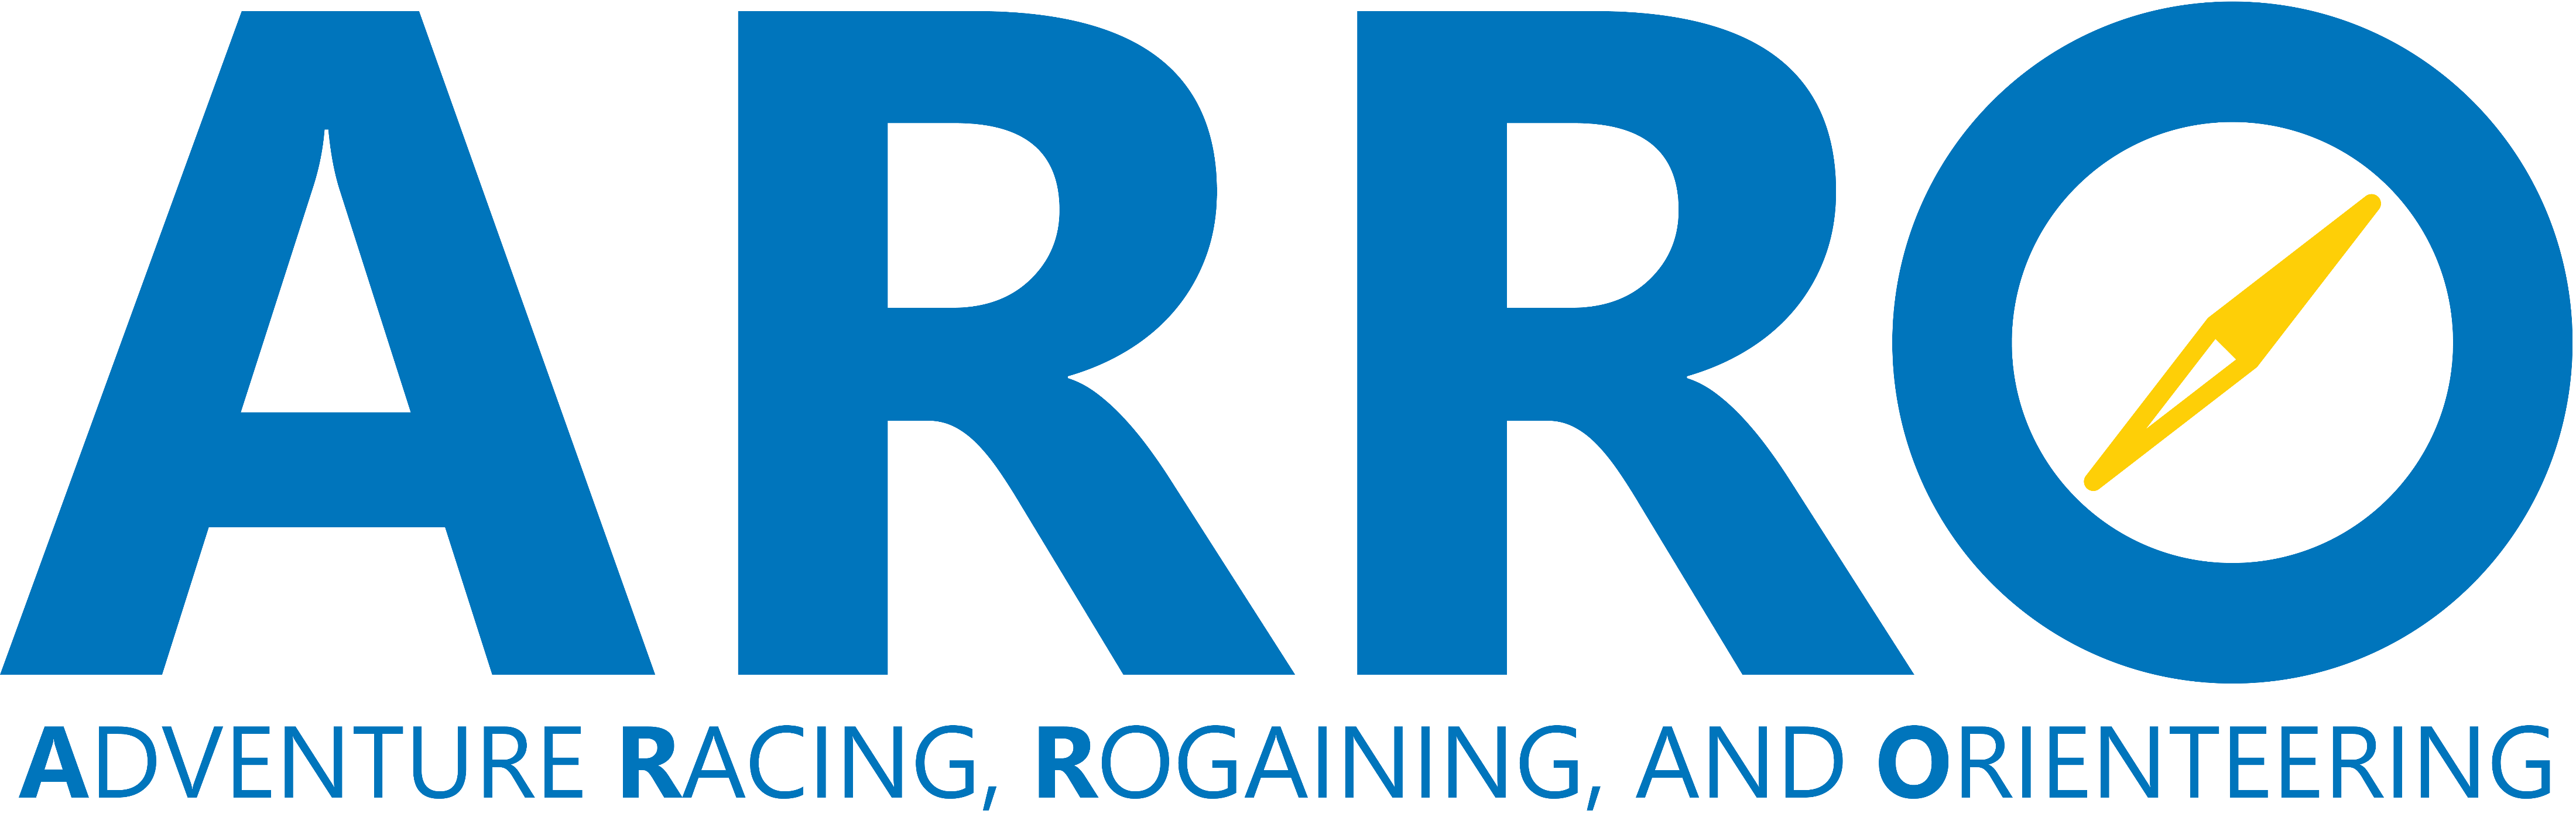 ARRO
ADVENTURE RACING, ROGAINING, AND ORIENTEERING